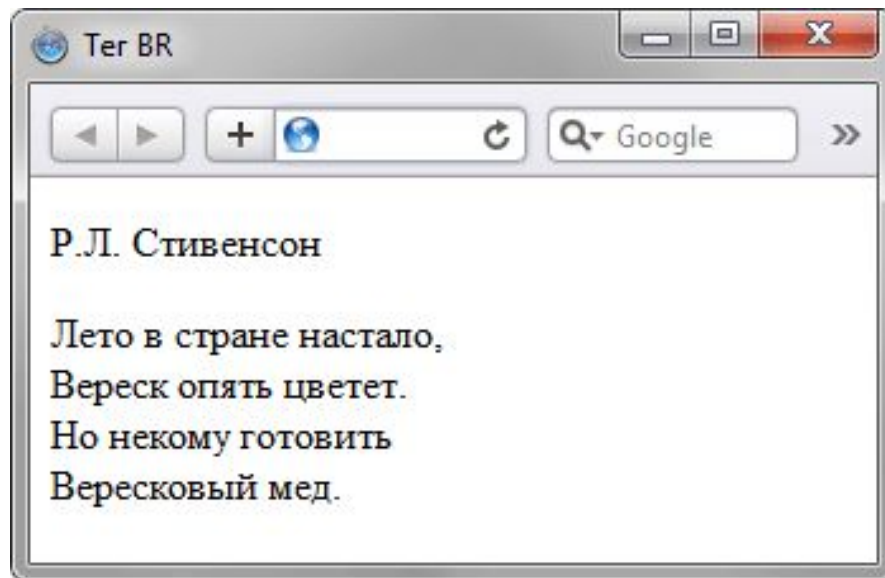 Тег BR
Google
Р.Л. Стивенсон
Лето в стране настало,
Вереск опять цветет.
Но некому готовить
Вересковый мед.